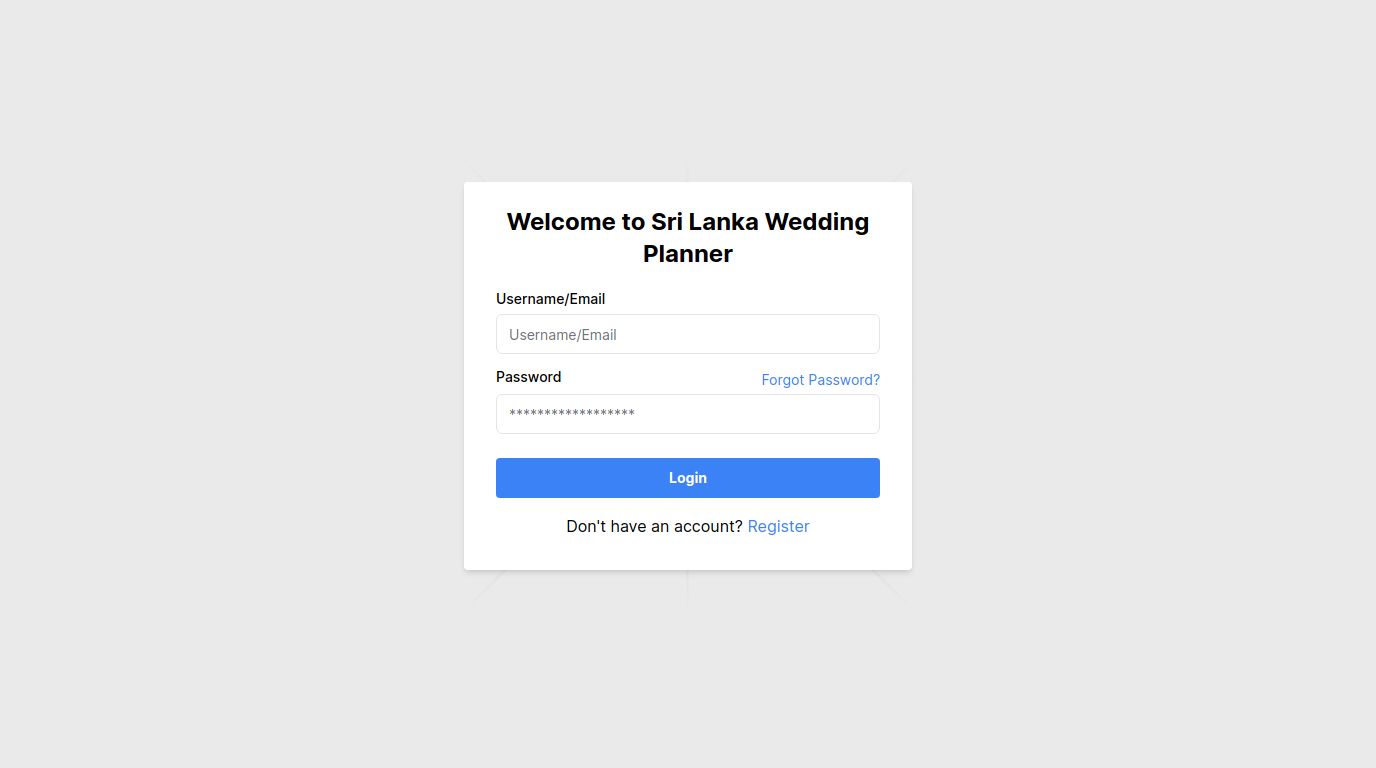 Welcome to Sri Lanka Wedding
Planner
Username/Email
Username/Email
Password
Forgot Password?
******************
Login
Don't have an account? Register